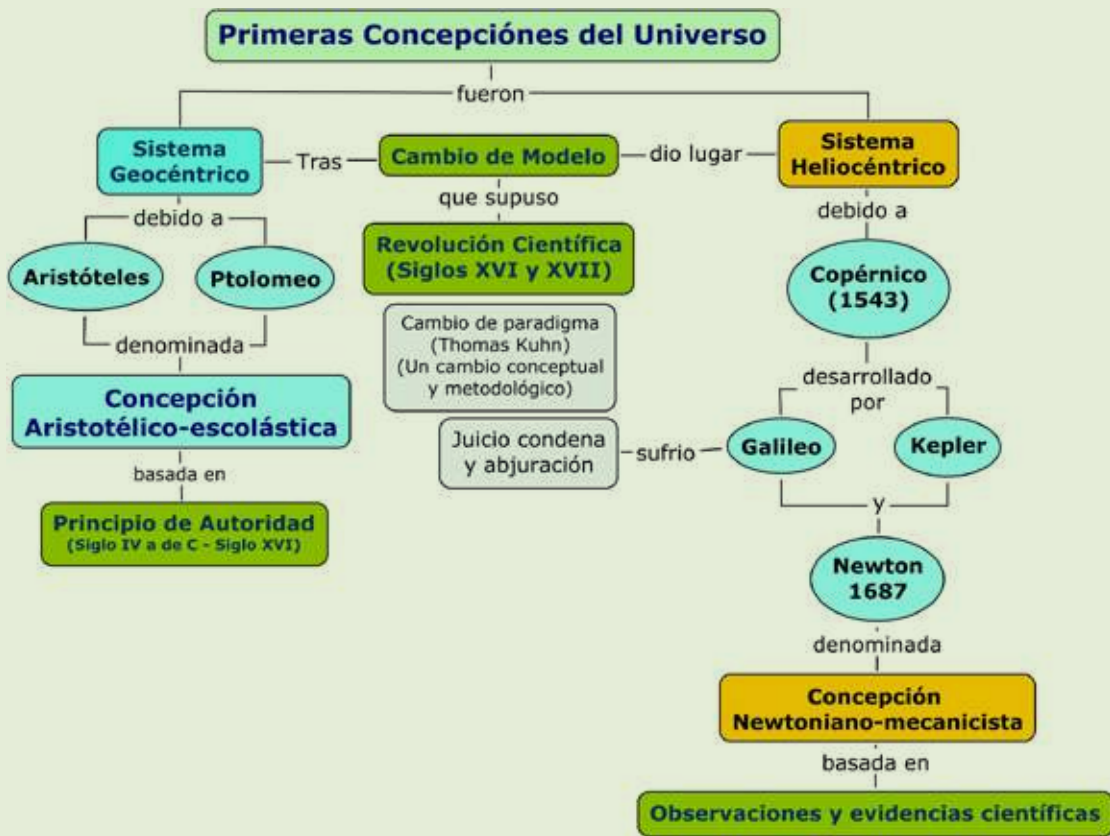 Primeras Concepciónes del Universo
fueron
Sistema
Geocéntrico
Tras
Cambio de Modelo
dio lugar
Sistema
Heliocéntrico
debido a
que supuso
debido a
Aristóteles
Ptolomeo
Revolución Científica
(Siglos XVI y XVII)
Copérnico
(1543)
denominada
Cambio de paradigma
(Thomas Kuhn)
(Un cambio conceptual
y metodológico)
desarrollado
por
Concepción
Aristotélico-escolástica
Juicio condena
y abjuración
sufrio
Galileo
Kepler
basada en
y
Principio de Autoridad
(Siglo IV a de C - Siglo XVI)
Newton
1687
denominada
Concepción
Newtoniano-mecanicista
basada en
Observaciones y evidencias científicas